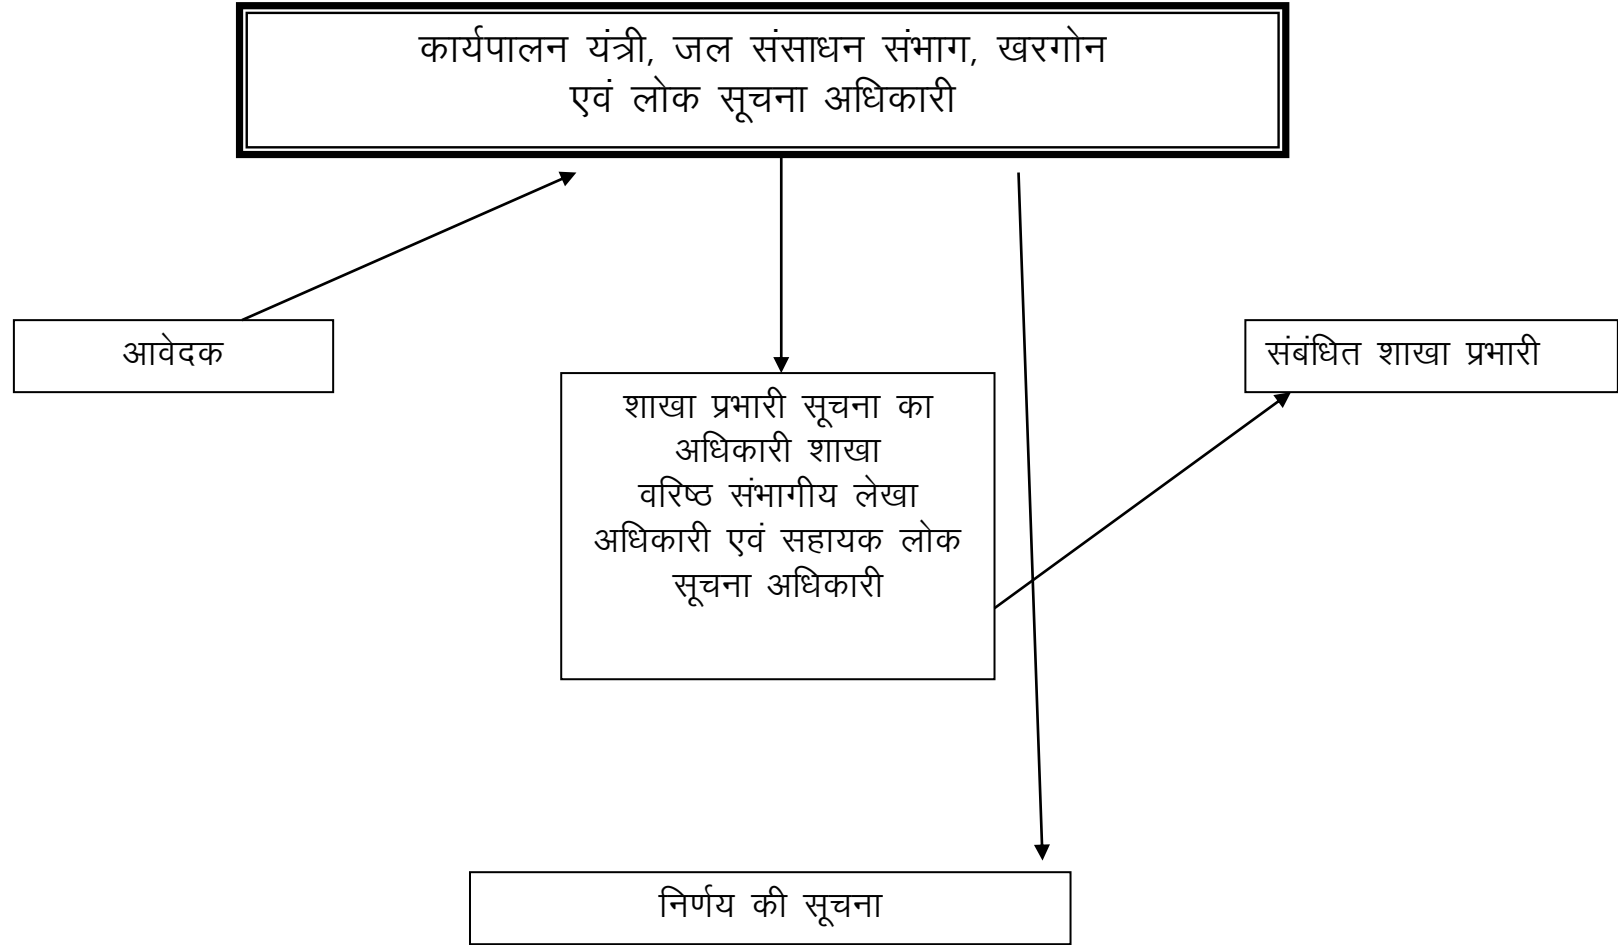 कार्यपालन यंत्री, जल संसाधन संभाग, खरगोन
एवं लोक सूचना अधिकारी
आवेदक
संबंधित शाखा प्रभारी
शाखा प्रभारी सूचना का
अधिकारी शाखा
वरिष्ठ संभागीय लेखा
अधिकारी एवं सहायक लोक
सूचना अधिकारी
निर्णय की सूचना